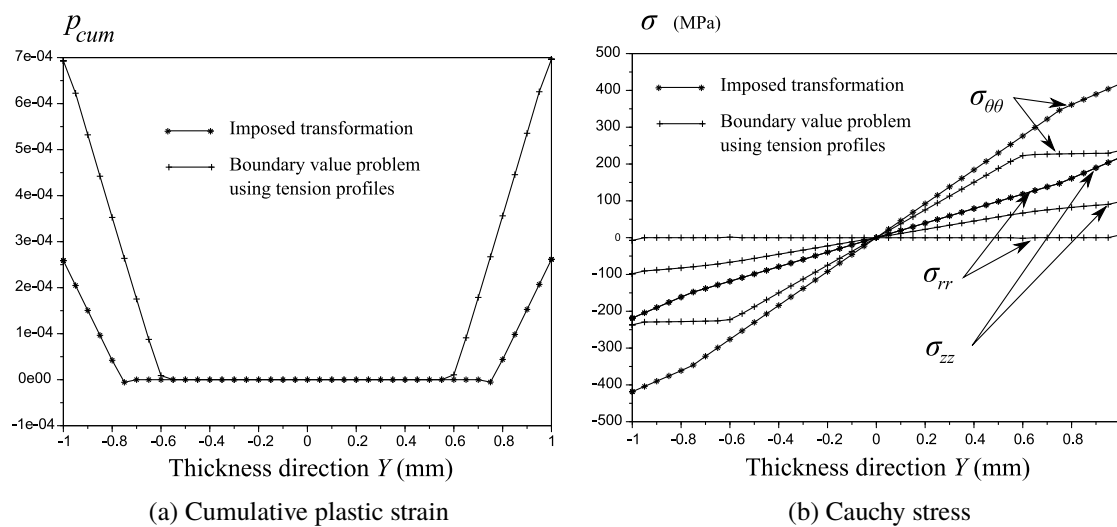 p_cum
7e-04
6e-04
5e-04
4e-04
3e-04
2e-04
1e-04
0e00
-1e-04
-1 -0.8 -0.6 -0.4 -0.2 0 0.2 0.4 0.6 0.8 1
Imposed transformation
Boundary value problem
using tension profiles
Thickness direction Y (mm)
(a) Cumulative plastic strain
σ (MPa)
500
400
300
200
100
0
-100
-200
-300
-400
-500
-1 -0.8 -0.6 -0.4 -0.2 0 0.2 0.4 0.6 0.8
Imposed transformation
Boundary value problem
using tension profiles
σ_θθ
σ_rr
σ_zz
Thickness direction Y (mm)
(b) Cauchy stress